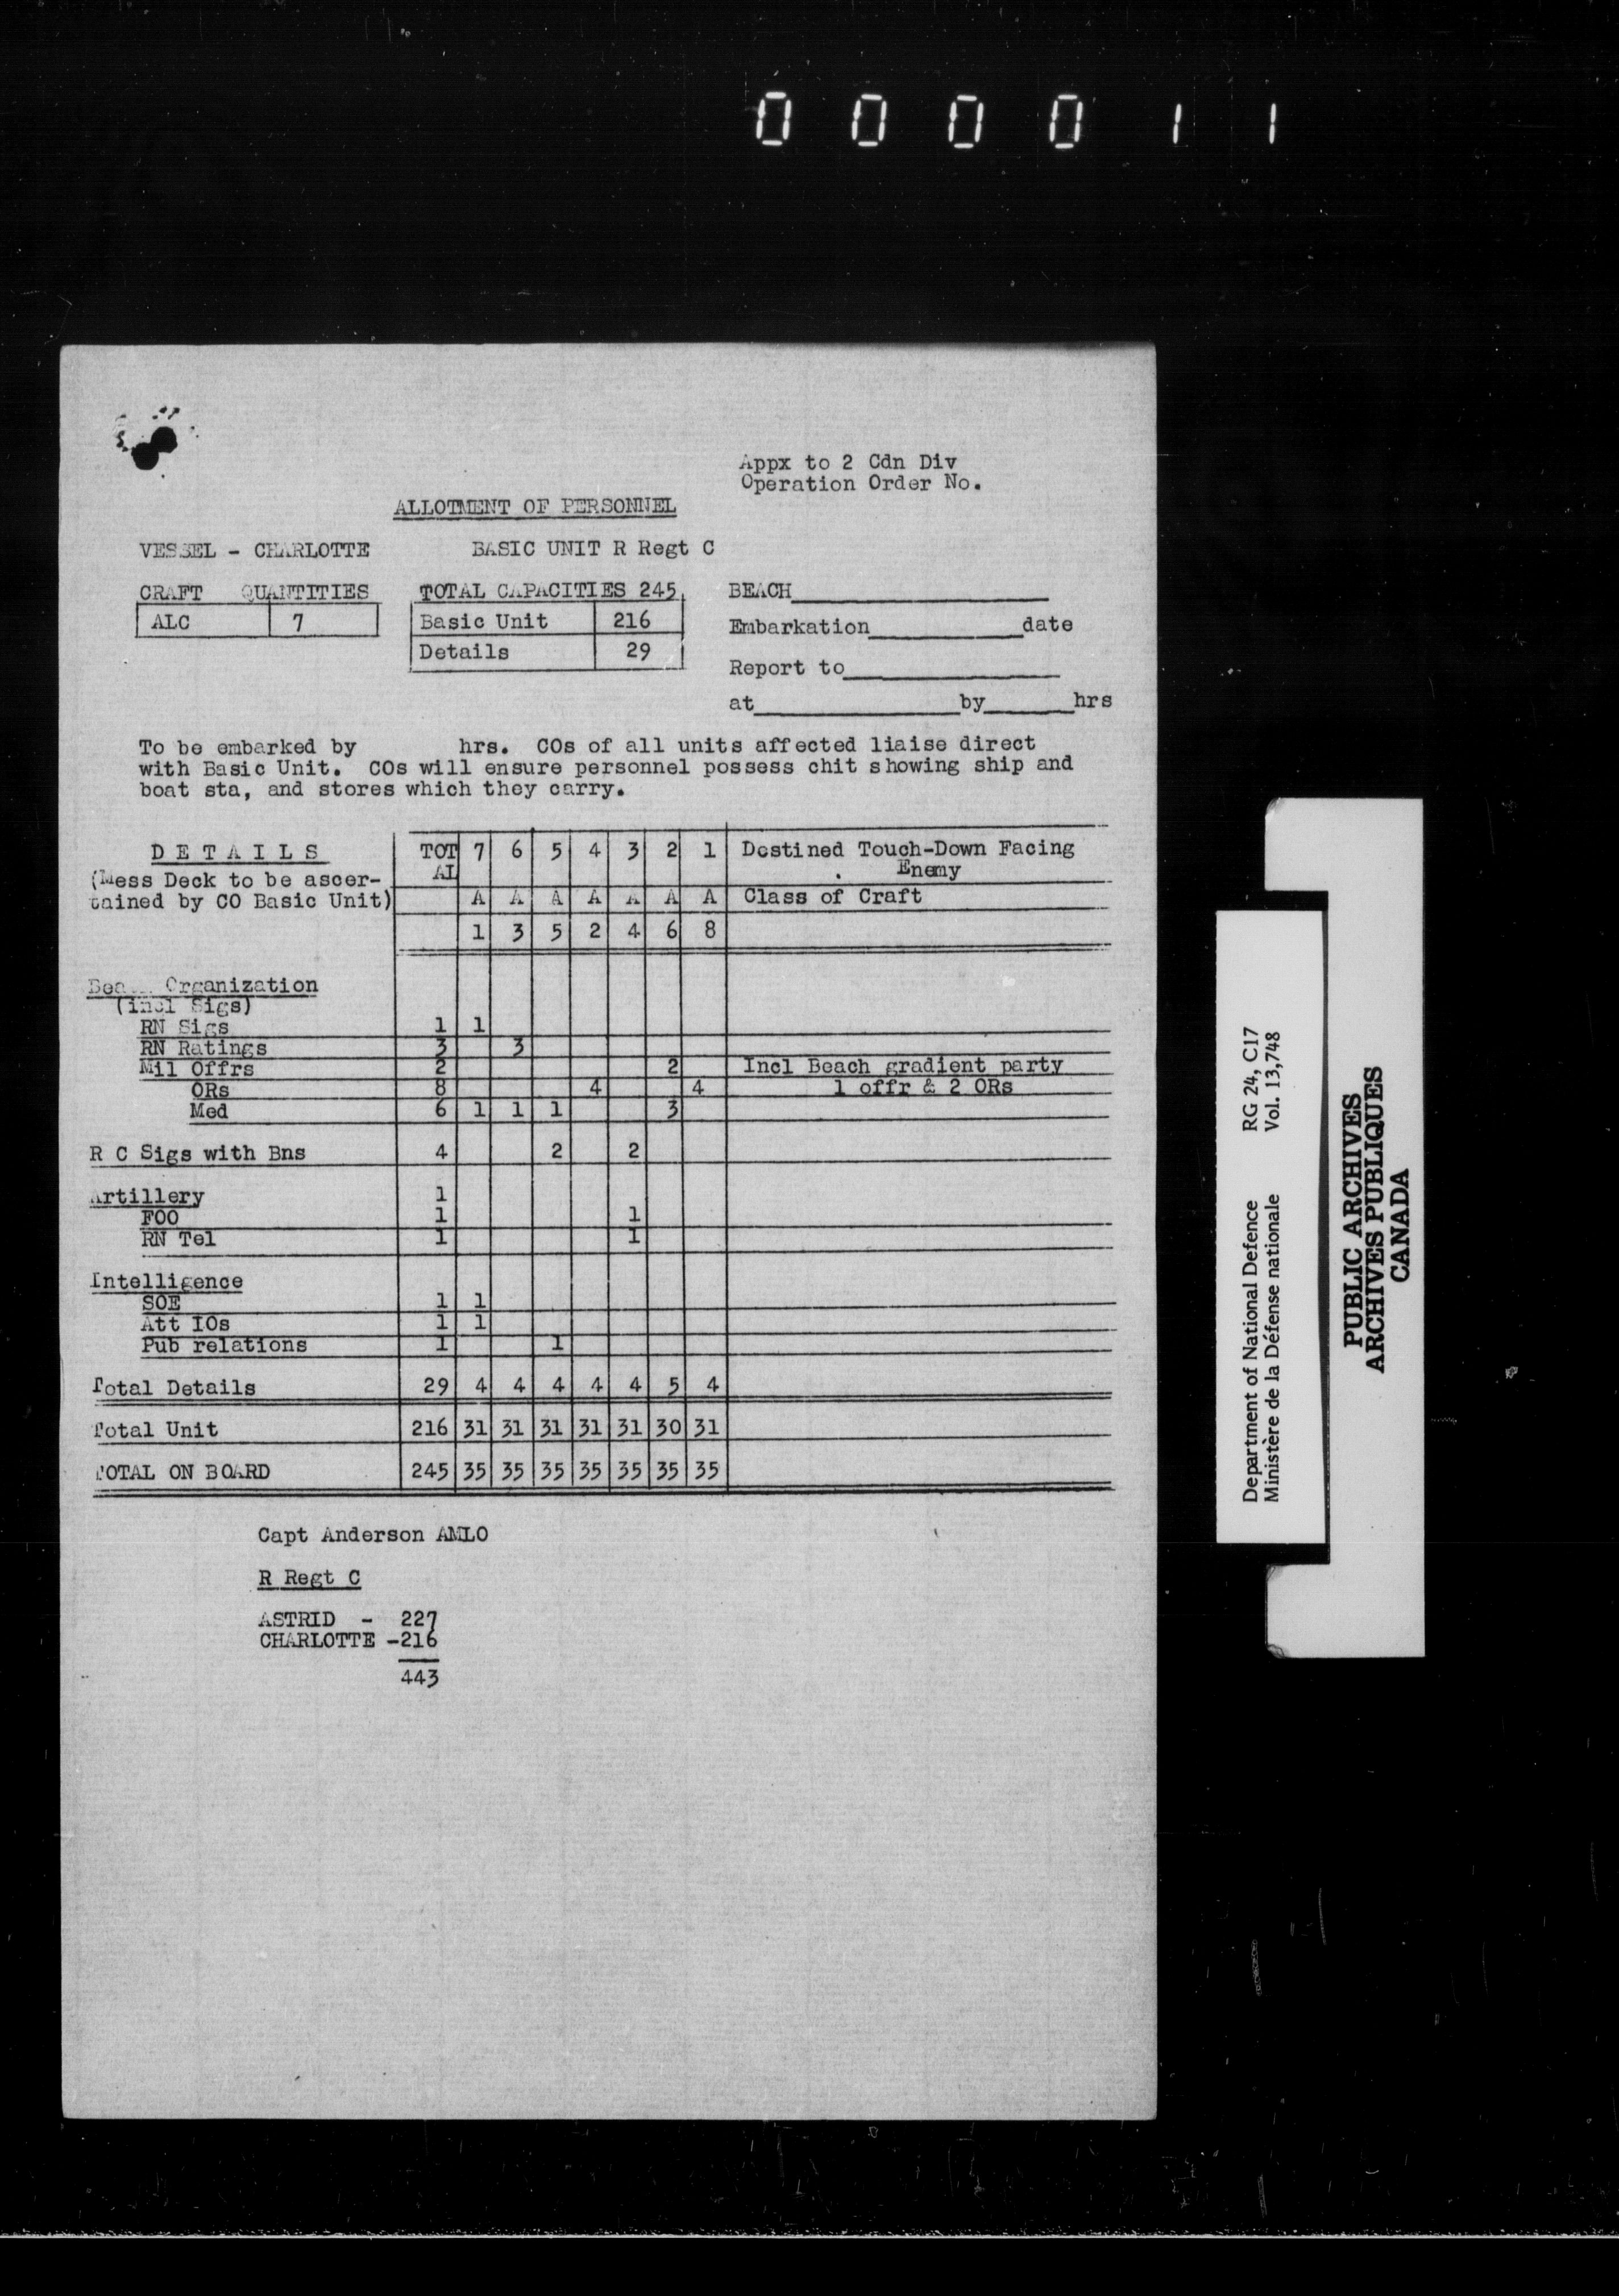 000011
Appx to 2 Cdn Div
Operation Order No.
ALLOTMENT OF PERSONNEL
VESSEL - CHARLOTTE BASIC UNIT R Regt C
CRAFT QUANTITIES TOTAL CAPACITIES 245 BEACH
ALC 7 Basic Unit 216 Embarkation date
Details 29 Report to
at by hrs
To be embarked by hrs. COs of all units affected liaise direct
with Basic Unit. COs will ensure personnel possess chit showing ship and
boat sta, and stores which they carry.
DETAILS TOT 7 6 5 4 3 2 1 Destined Touch-Down Facing
(Mess Deck to be ascer- AL Enemy
tained by CO Basic Unit) A A A A A A A Class of Craft
1 3 5 2 4 6 8
Organization
(incl Sigs)
RN Sigs 1 1
RN Ratings 3 3
Mil Offrs 2 2 Incl Beach gradient party
ORs 8 4 4 1 offr & 2 ORs
Med 6 1 1 1 3
R C Sigs with Bns 4 2 2
Artillery 1
FOO 1 1
RN Tel 1 1
Intelligence
SOE 1 1
Att IOs 1 1
Pub relations 1 1
Total Details 29 4 4 4 4 4 5 4
Total Unit 216 31 31 31 31 31 30 31
TOTAL ON BOARD 245 35 35 35 35 35 35 35
Capt Anderson AMLO
R Regt C
ASTRID - 227
CHARLOTTE -216
443
Department of National Defence RG 24, C17
Ministère de la Défense nationale Vol. 13,748
PUBLIC ARCHIVES
ARCHIVES PUBLIQUES
CANADA